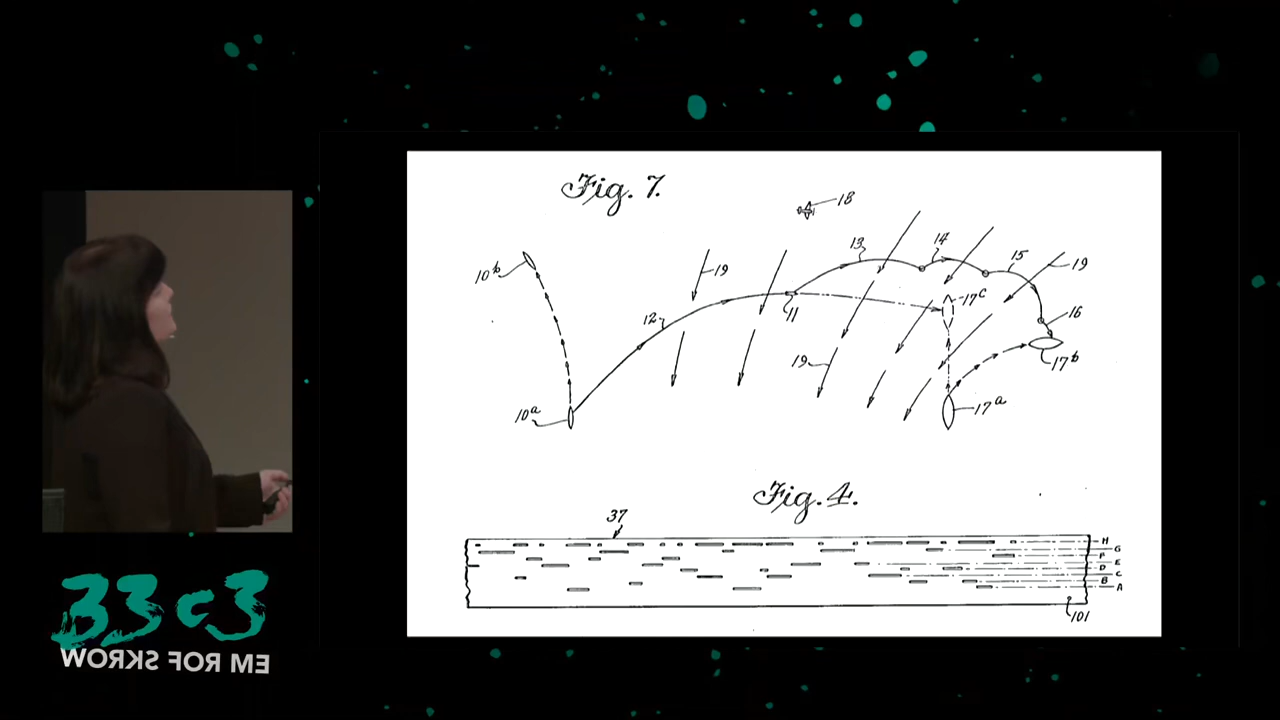 Fig. 7.
18
13
14
15
19
10b
19
17c
12
11
16
19
17b
10a
17a
Fig. 4.
37
H
G
F
E
D
C
B
A
101
33c3
WORKS FOR ME